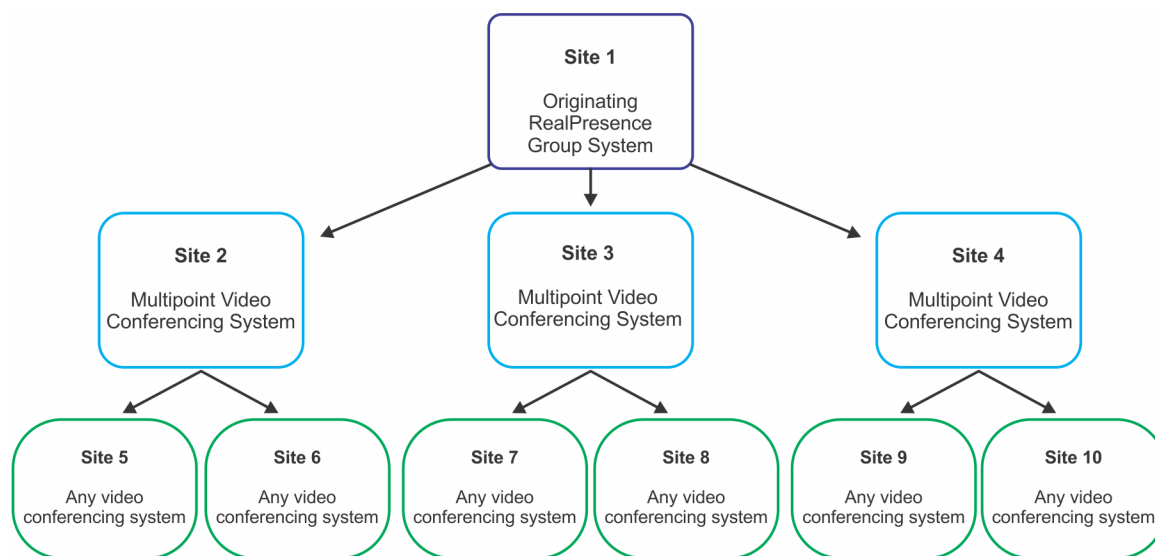 Site 1
Originating
RealPresence
Group System
Site 2
Multipoint Video
Conferencing System
Site 3
Multipoint Video
Conferencing System
Site 4
Multipoint Video
Conferencing System
Site 5
Any video
conferencing system
Site 6
Any video
conferencing system
Site 7
Any video
conferencing system
Site 8
Any video
conferencing system
Site 9
Any video
conferencing system
Site 10
Any video
conferencing system